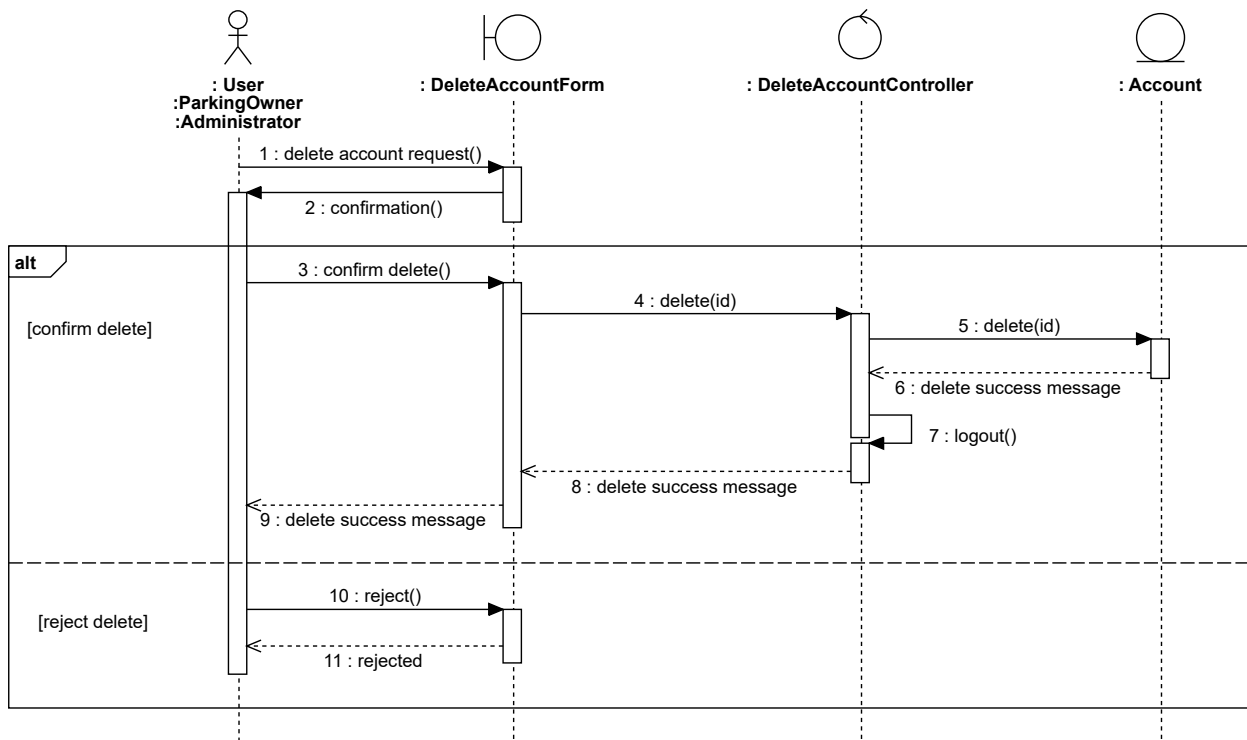 : User
:ParkingOwner
:Administrator
: DeleteAccountForm
: DeleteAccountController
: Account
1 : delete account request()
2 : confirmation()
alt
3 : confirm delete()
4 : delete(id)
[confirm delete]
5 : delete(id)
6 : delete success message
7 : logout()
8 : delete success message
9 : delete success message
10 : reject()
[reject delete]
11 : rejected